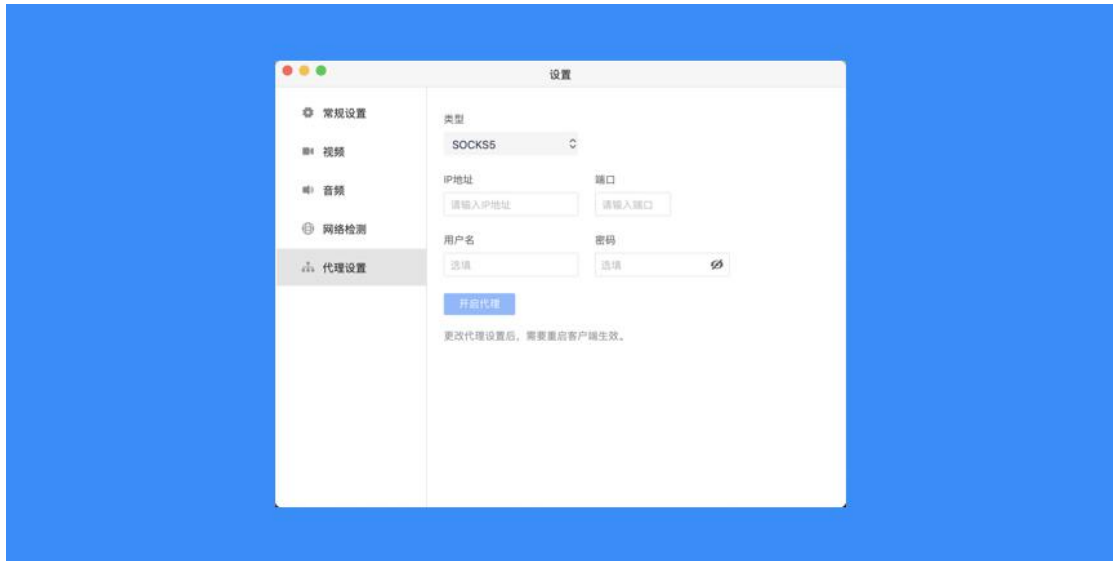 设置
常规设置
视频
音频
网络检测
代理设置
类型
SOCKS5
IP地址 端口
请输入IP地址 请输入端口
用户名 密码
选填 选填
开启代理
更改代理设置后，需要重启客户端生效。